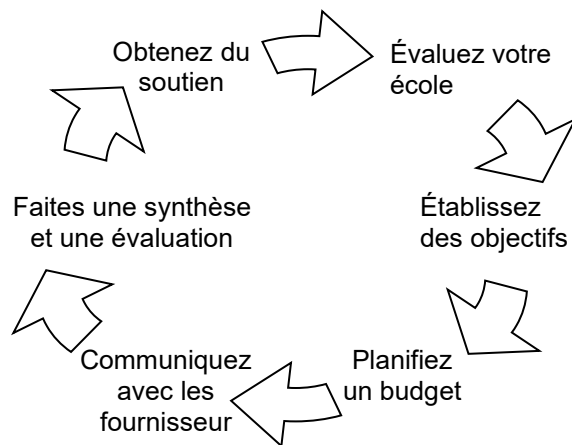 Obtenez du
soutien
Évaluez votre
école
Établissez
des objectifs
Planifiez
un budget
Communiquez
avec les
fournisseur
Faites une synthèse
et une évaluation